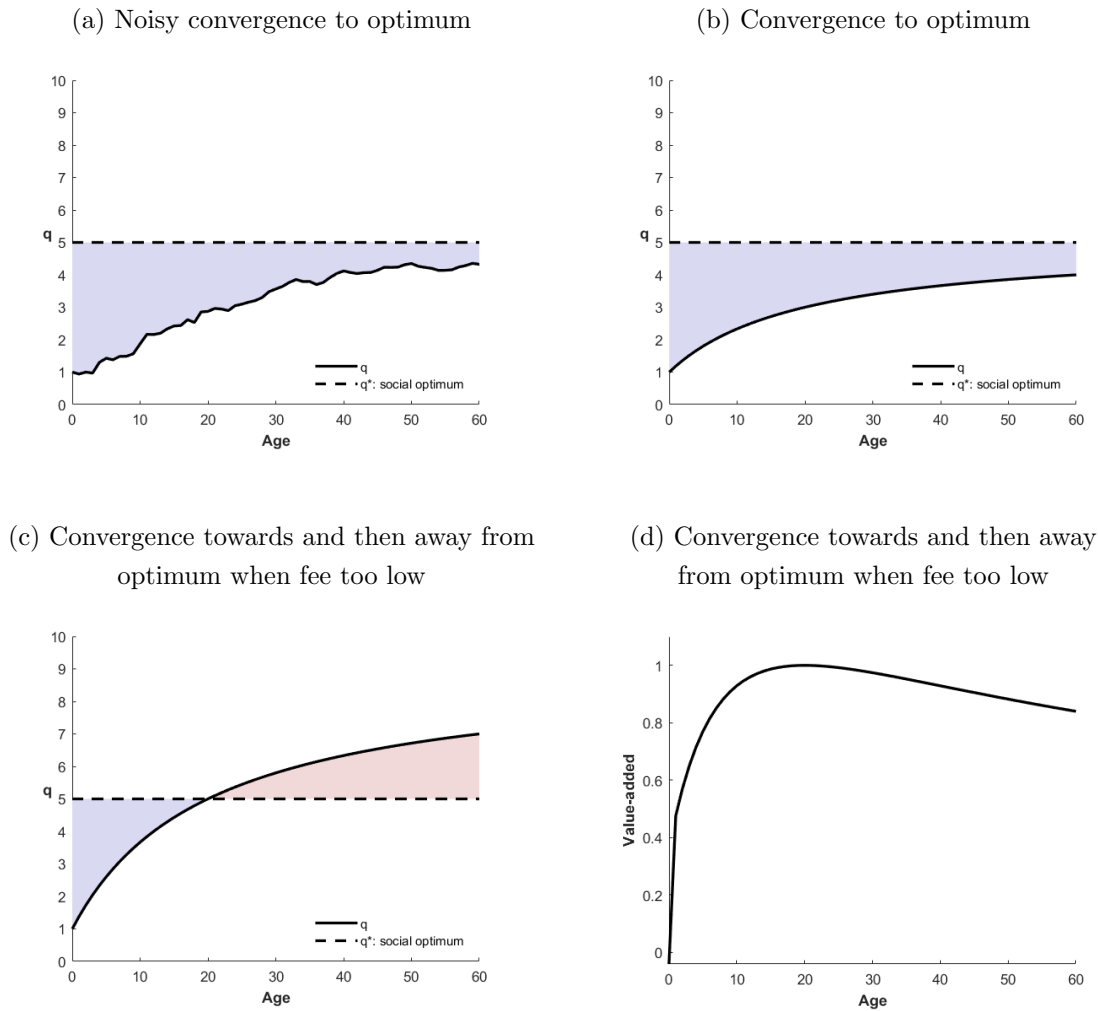 (a) Noisy convergence to optimum
10
9
8
7
6
q
5
4
3
2
1
0
q
q*: social optimum
0 10 20 30 40 50 60
Age
(b) Convergence to optimum
10
9
8
7
6
q
5
4
3
2
1
0
q
q*: social optimum
0 10 20 30 40 50 60
Age
(c) Convergence towards and then away from
optimum when fee too low
10
9
8
7
6
q
5
4
3
2
1
0
q
q*: social optimum
0 10 20 30 40 50 60
Age
(d) Convergence towards and then away
from optimum when fee too low
1
0.8
0.6
Value-added
0.4
0.2
0
0 10 20 30 40 50 60
Age